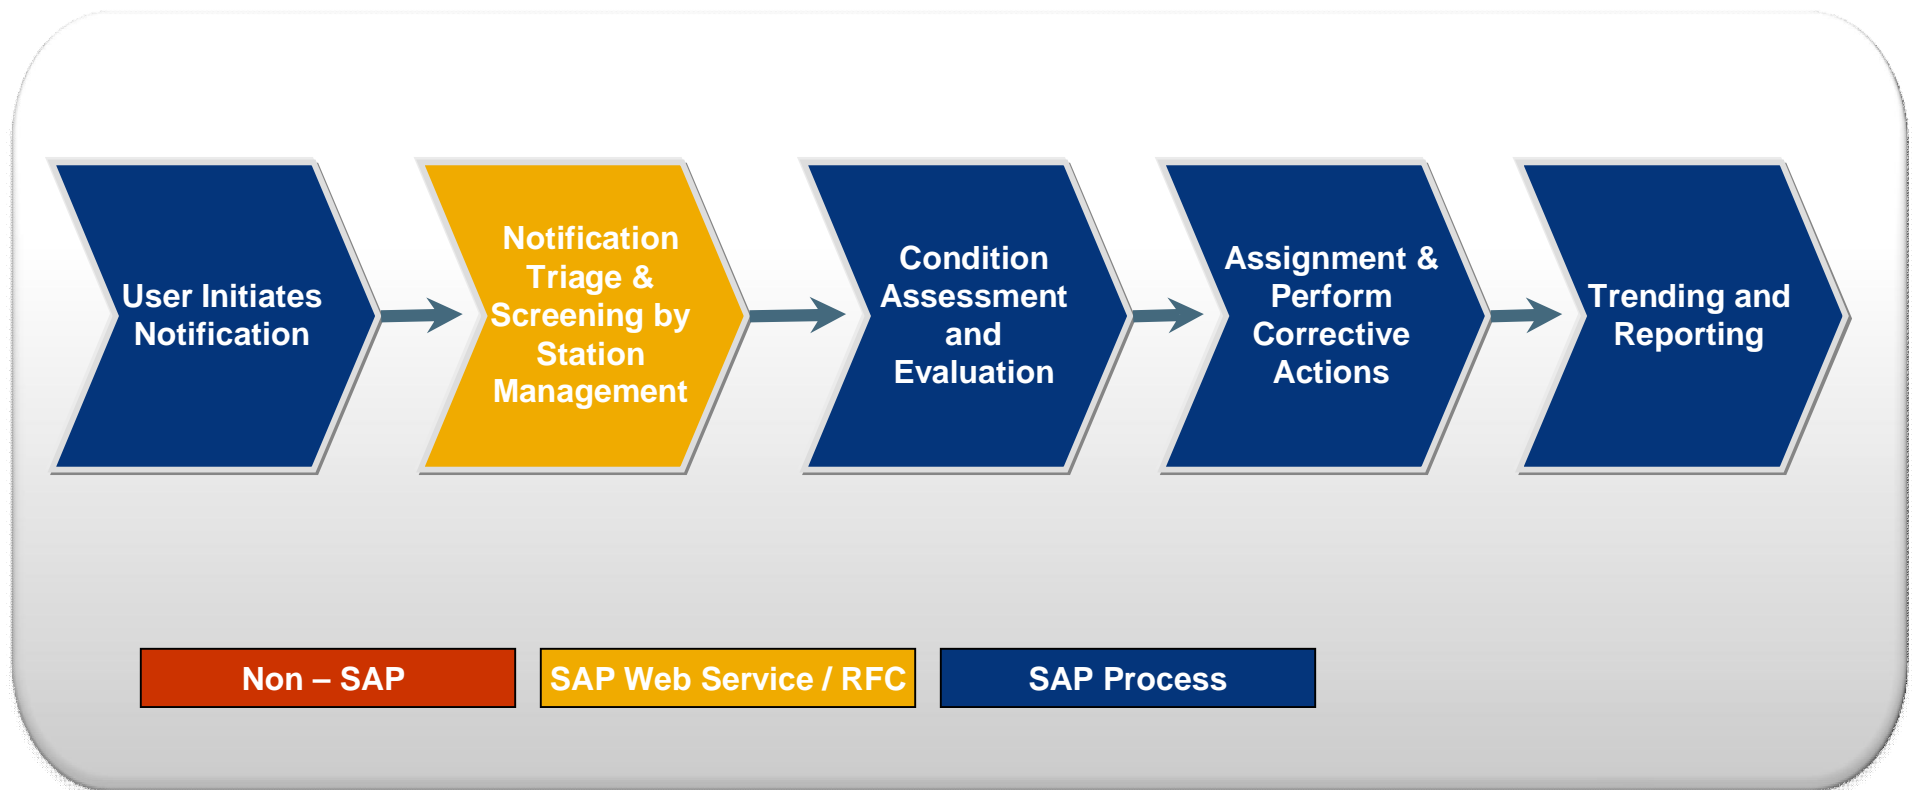 User Initiates
Notification
Notification
Triage &
Screening by
Station
Management
Condition
Assessment
and
Evaluation
Assignment &
Perform
Corrective
Actions
Trending and
Reporting
Non – SAP
SAP Web Service / RFC
SAP Process